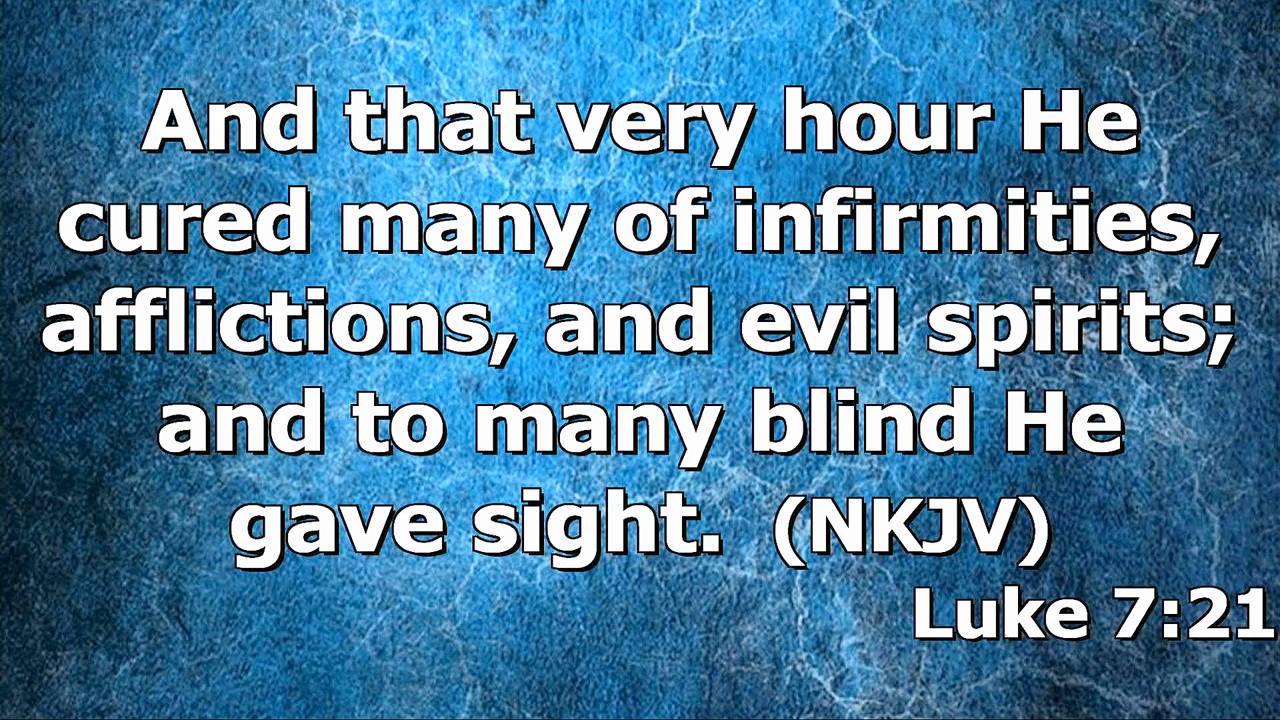 And that very hour He
cured many of infirmities,
afflictions, and evil spirits;
and to many blind He
gave sight.  (NKJV)
Luke 7:21